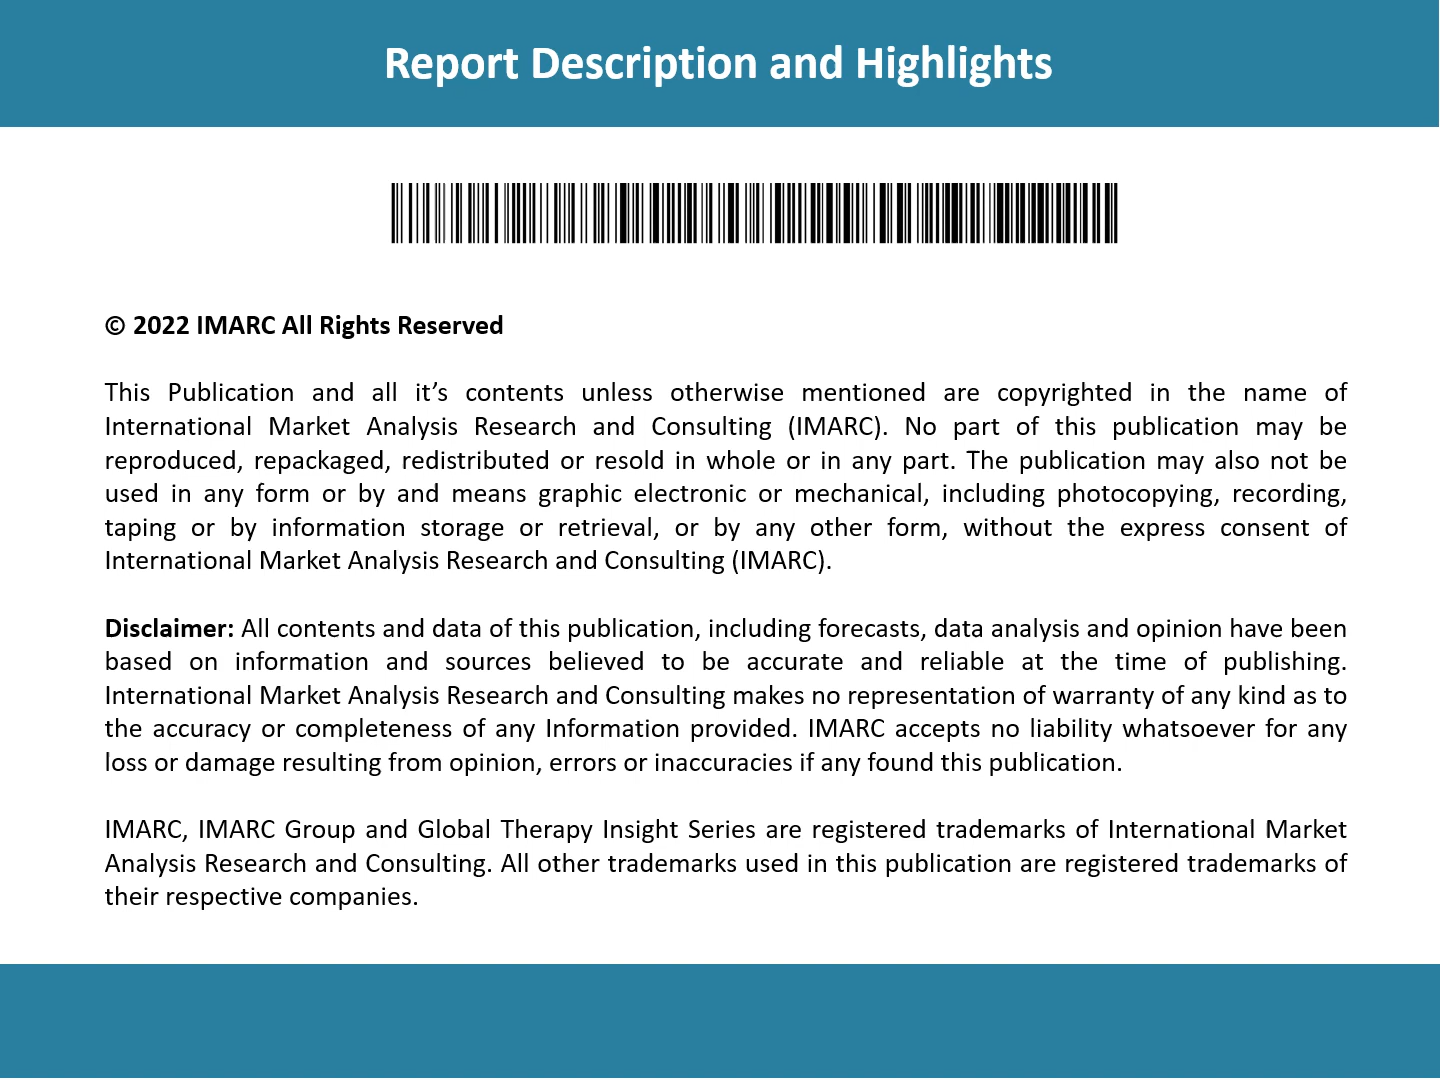 Report Description and Highlights
© 2022 IMARC All Rights Reserved
This Publication and all it’s contents unless otherwise mentioned are copyrighted in the name of
International Market Analysis Research and Consulting (IMARC). No part of this publication may be
reproduced, repackaged, redistributed or resold in whole or in any part. The publication may also not be
used in any form or by and means graphic electronic or mechanical, including photocopying, recording,
taping or by information storage or retrieval, or by any other form, without the express consent of
International Market Analysis Research and Consulting (IMARC).
Disclaimer: All contents and data of this publication, including forecasts, data analysis and opinion have been
based on information and sources believed to be accurate and reliable at the time of publishing.
International Market Analysis Research and Consulting makes no representation of warranty of any kind as to
the accuracy or completeness of any Information provided. IMARC accepts no liability whatsoever for any
loss or damage resulting from opinion, errors or inaccuracies if any found this publication.
IMARC, IMARC Group and Global Therapy Insight Series are registered trademarks of International Market
Analysis Research and Consulting. All other trademarks used in this publication are registered trademarks of
their respective companies.